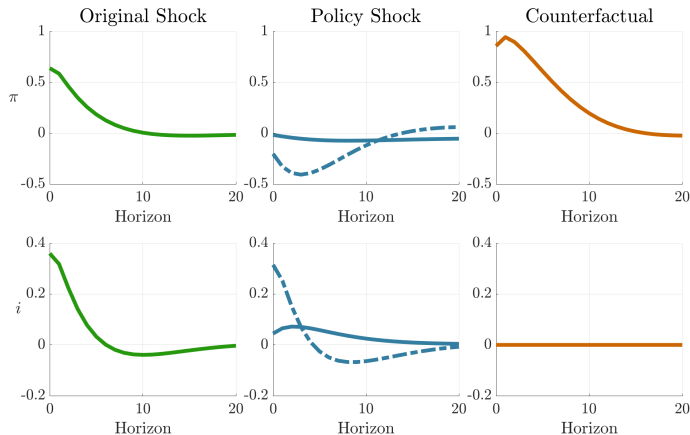 Original Shock Policy Shock Counterfactual
1 1 1
0.5 0.5 0.5
π
0 0 0
-0.5 -0.5 -0.5
0 10 20 0 10 20 0 10 20
Horizon Horizon Horizon
0.4 0.4 0.4
0.2 0.2 0.2
i
0 0 0
-0.2 -0.2 -0.2
0 10 20 0 10 20 0 10 20
Horizon Horizon Horizon